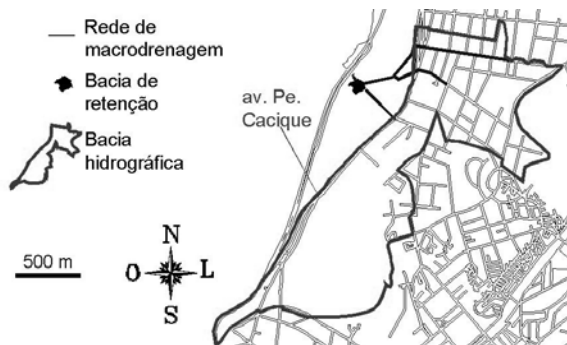 Rede de
macrodrenagem
Bacia de
retenção
Bacia
hidrográfica
av. Pe.
Cacique
500 m
N
O
L
S